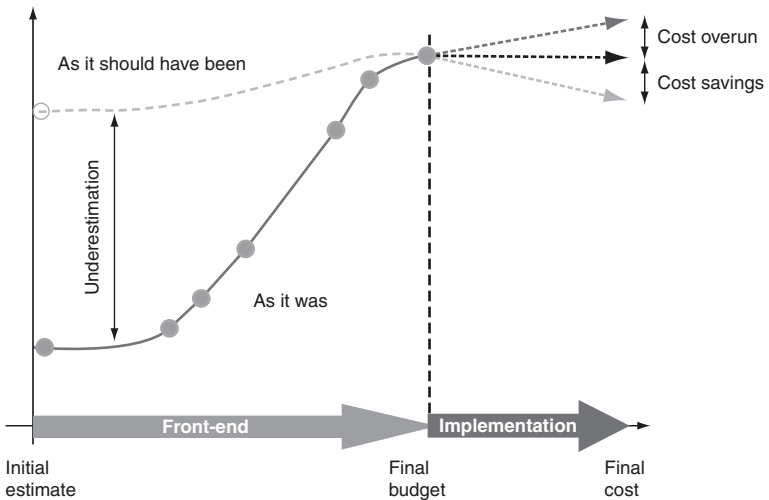 As it should have been
Cost overun
Cost savings
Underestimation
As it was
Front-end
Implementation
Initial
estimate
Final
budget
Final
cost